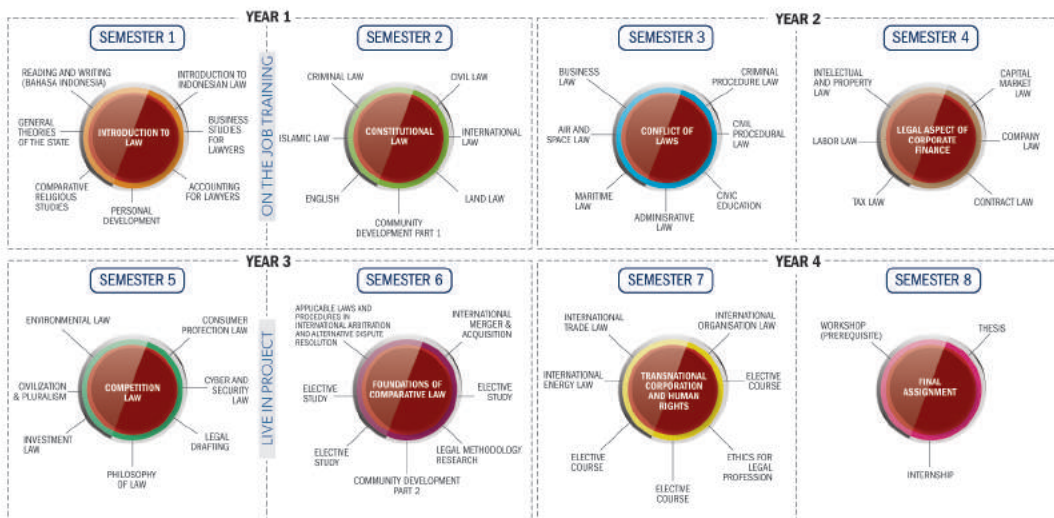 YEAR 1
SEMESTER 1
READING AND WRITING
(BAHASA INDONESIA)
INTRODUCTION TO
INDONESIAN LAW
GENERAL
THEORIES
OF THE STATE
INTRODUCTION TO
LAW
BUSINESS
STUDIES
FOR
LAWYERS
COMPARATIVE
RELIGIOUS
STUDIES
PERSONAL
DEVELOPMENT
ACCOUNTING
FOR LAWYERS
ON THE JOB TRAINING
SEMESTER 2
CRIMINAL LAW
CIVIL LAW
ISLAMIC LAW
CONSTITUTIONAL
LAW
INTERNATIONAL
LAW
ENGLISH
LAND LAW
COMMUNITY
DEVELOPMENT PART 1
YEAR 2
SEMESTER 3
BUSINESS
LAW
CRIMINAL
PROCEDURE LAW
AIR AND
SPACE LAW
CONFLICT OF
LAWS
CIVIL
PROCEDURAL
LAW
MARITIME
LAW
ADMINISRATIVE
LAW
CIVIC
EDUCATION
SEMESTER 4
INTELECTUAL
AND PROPERTY
LAW
CAPITAL
MARKET LAW
LABOR LAW
LEGAL ASPECT OF
CORPORATE
FINANCE
COMPANY
LAW
TAX LAW
CONTRACT LAW
YEAR 3
SEMESTER 5
ENVIRONMENTAL LAW
CONSUMER
PROTECTION LAW
CIVILIZATION
& PLURALISM
COMPETITION
LAW
CYBER AND
SECURITY
LAW
INVESTMENT
LAW
LEGAL
DRAFTING
PHILOSOPHY
OF LAW
LIVE IN PROJECT
SEMESTER 6
APPLICABLE LAWS AND
PROCEDURES IN
INTERNATIONAL ARBITRATION
AND ALTERNATIVE DISPUTE
RESOLUTION
INTERNATIONAL
MERGER &
ACQUISITION
ELECTIVE
STUDY
FOUNDATIONS OF
COMPARATIVE LAW
ELECTIVE
STUDY
ELECTIVE
STUDY
LEGAL METHODOLOGY
RESEARCH
COMMUNITY DEVELOPMENT
PART 2
YEAR 4
SEMESTER 7
INTERNATIONAL
TRADE LAW
INTERNATIONAL
ORGANISATION LAW
INTERNATIONAL
ENERGY LAW
TRANSNATIONAL
CORPORATION
AND HUMAN
RIGHTS
ELECTIVE
COURSE
ELECTIVE
COURSE
ETHICS FOR
LEGAL
PROFESSION
ELECTIVE
COURSE
SEMESTER 8
WORKSHOP
(PREREQUISITE)
THESIS
FINAL
ASSIGNMENT
INTERNSHIP